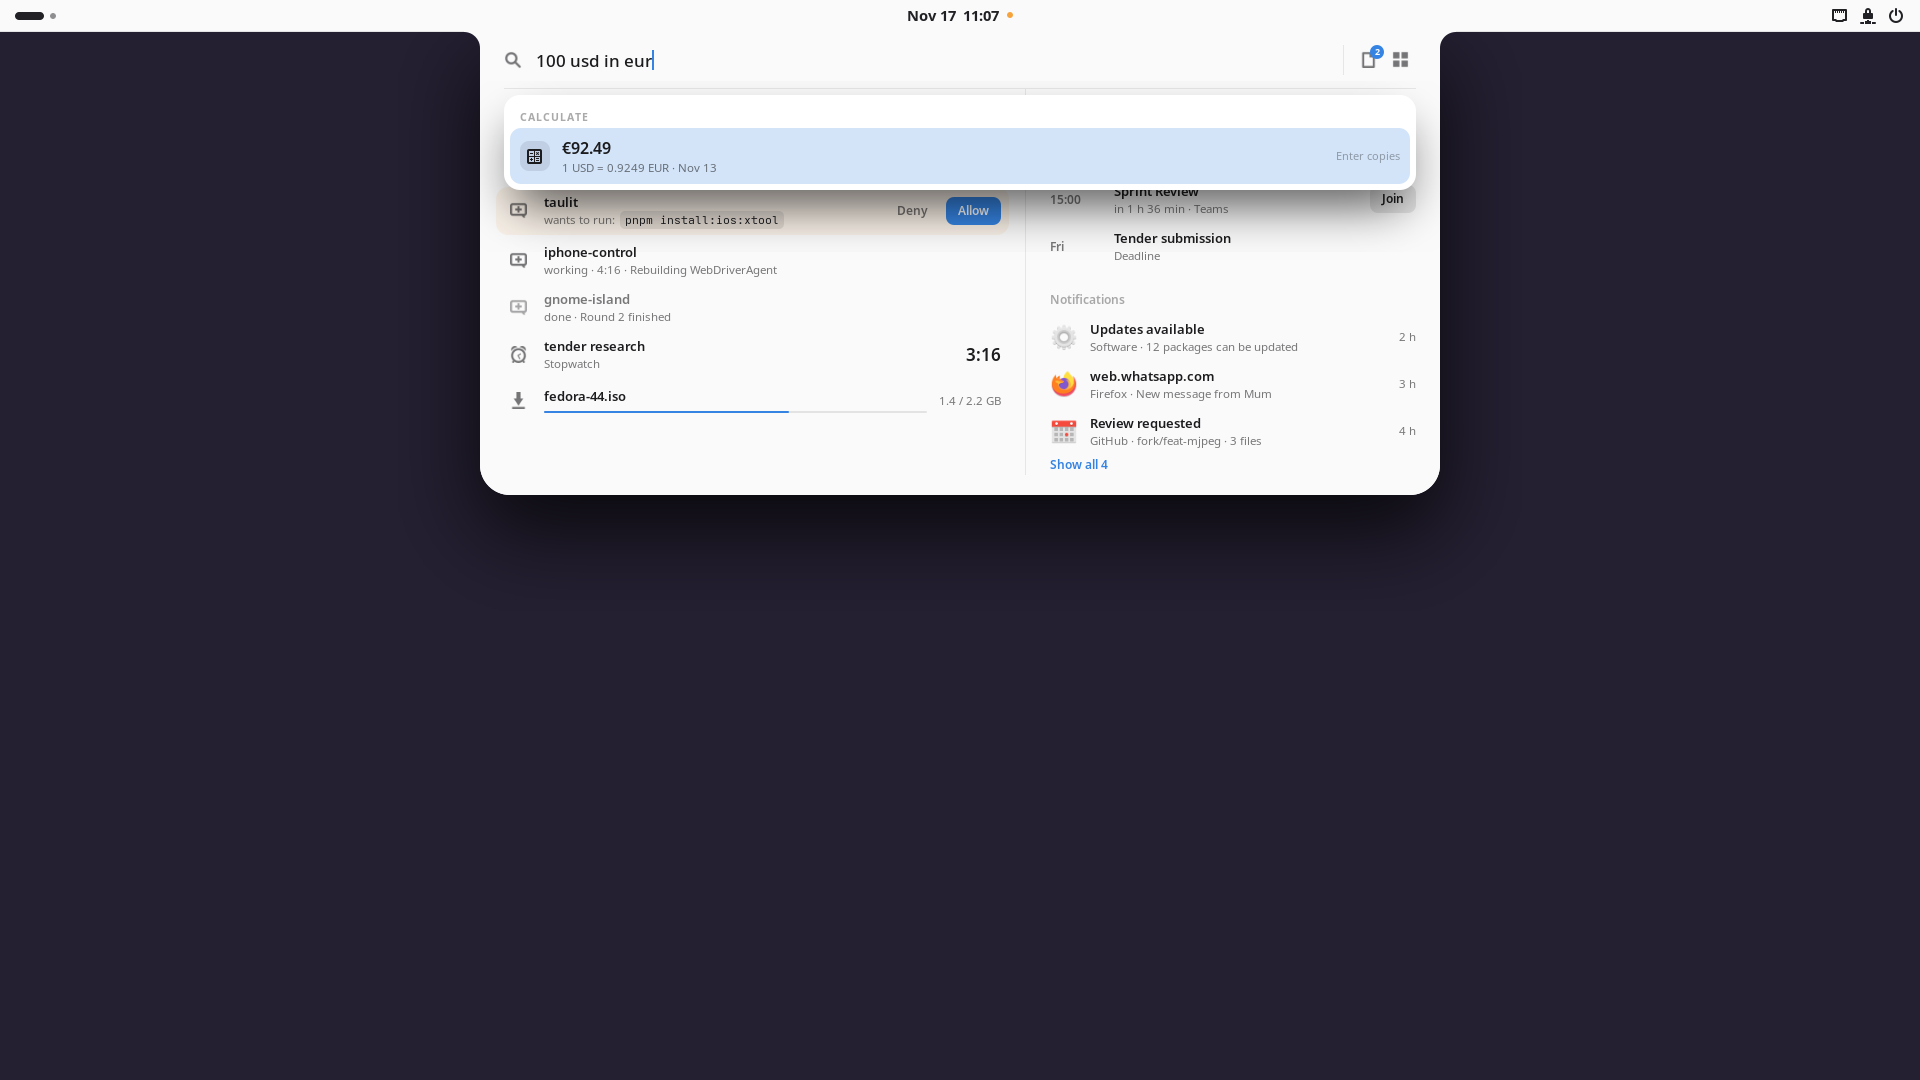 Nov 17 11:07
100 usd in eur
2
CALCULATE
€92.49
1 USD = 0.9249 EUR · Nov 13
Enter copies
taulit
wants to run: pnpm install:ios:xtool
Deny
Allow
iphone-control
working · 4:16 · Rebuilding WebDriverAgent
gnome-island
done · Round 2 finished
tender research
Stopwatch
3:16
fedora-44.iso
1.4 / 2.2 GB
15:00
Sprint Review
in 1 h 36 min · Teams
Join
Fri
Tender submission
Deadline
Notifications
Updates available
Software · 12 packages can be updated
2 h
web.whatsapp.com
Firefox · New message from Mum
3 h
Review requested
GitHub · fork/feat-mjpeg · 3 files
4 h
Show all 4